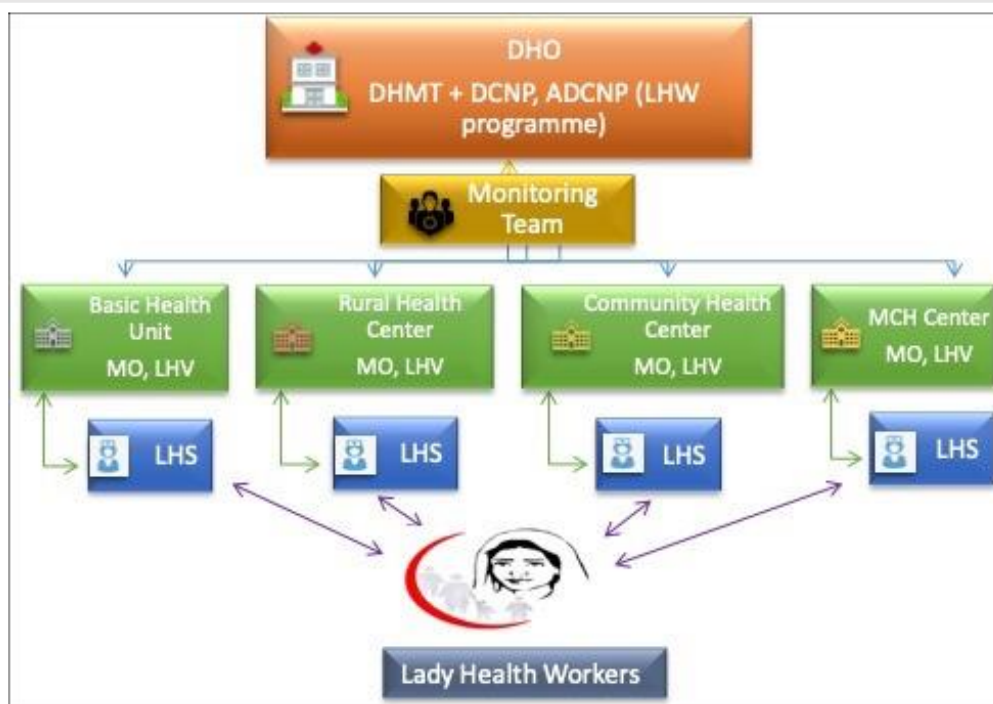 DHO
DHMT + DCNP, ADCNP (LHW
programme)
Monitoring
Team
Basic Health
Unit
MO, LHV
Rural Health
Center
MO, LHV
Community Health
Center
MO, LHV
MCH Center
MO, LHV
LHS
LHS
LHS
LHS
Lady Health Workers